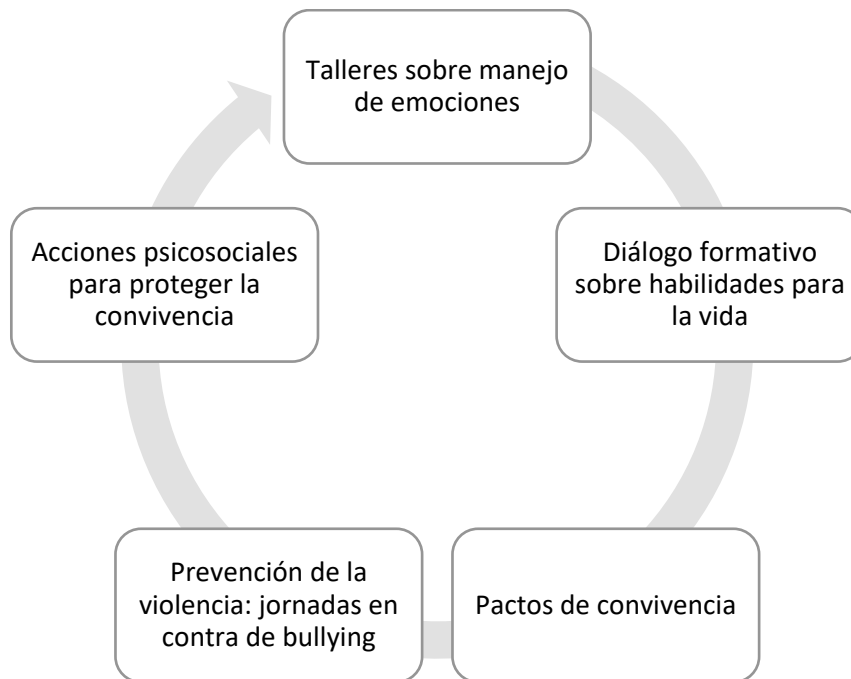 Talleres sobre manejo
de emociones
Diálogo formativo
sobre habilidades para
la vida
Pactos de convivencia
Prevención de la
violencia: jornadas en
contra de bullying
Acciones psicosociales
para proteger la
convivencia